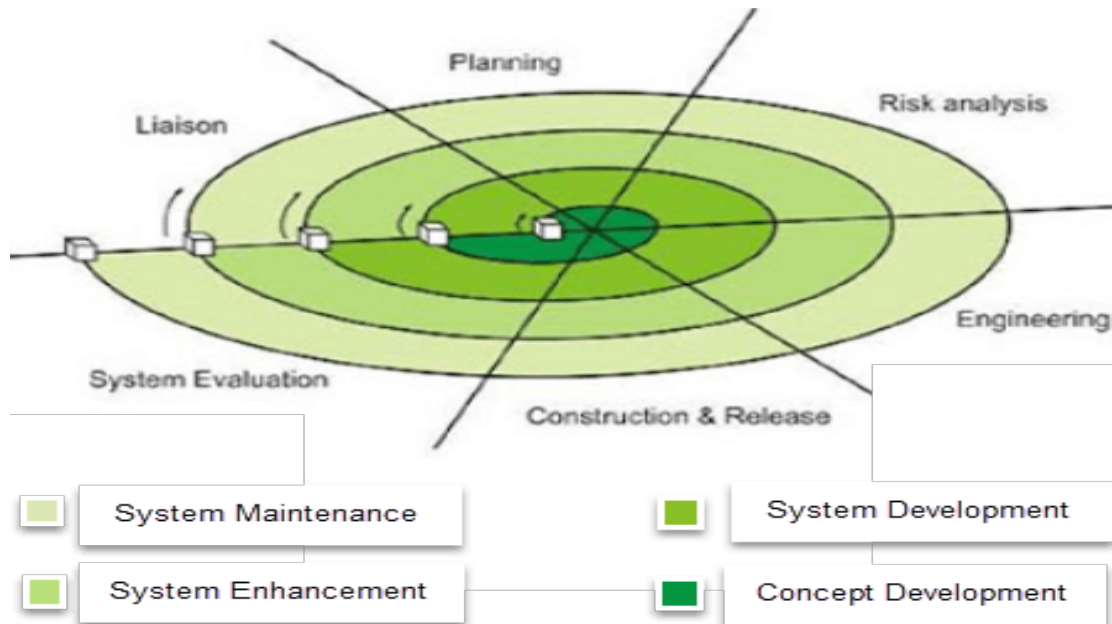 Planning
Risk analysis
Liaison
Engineering
System Evaluation
Construction & Release
System Maintenance
System Development
System Enhancement
Concept Development